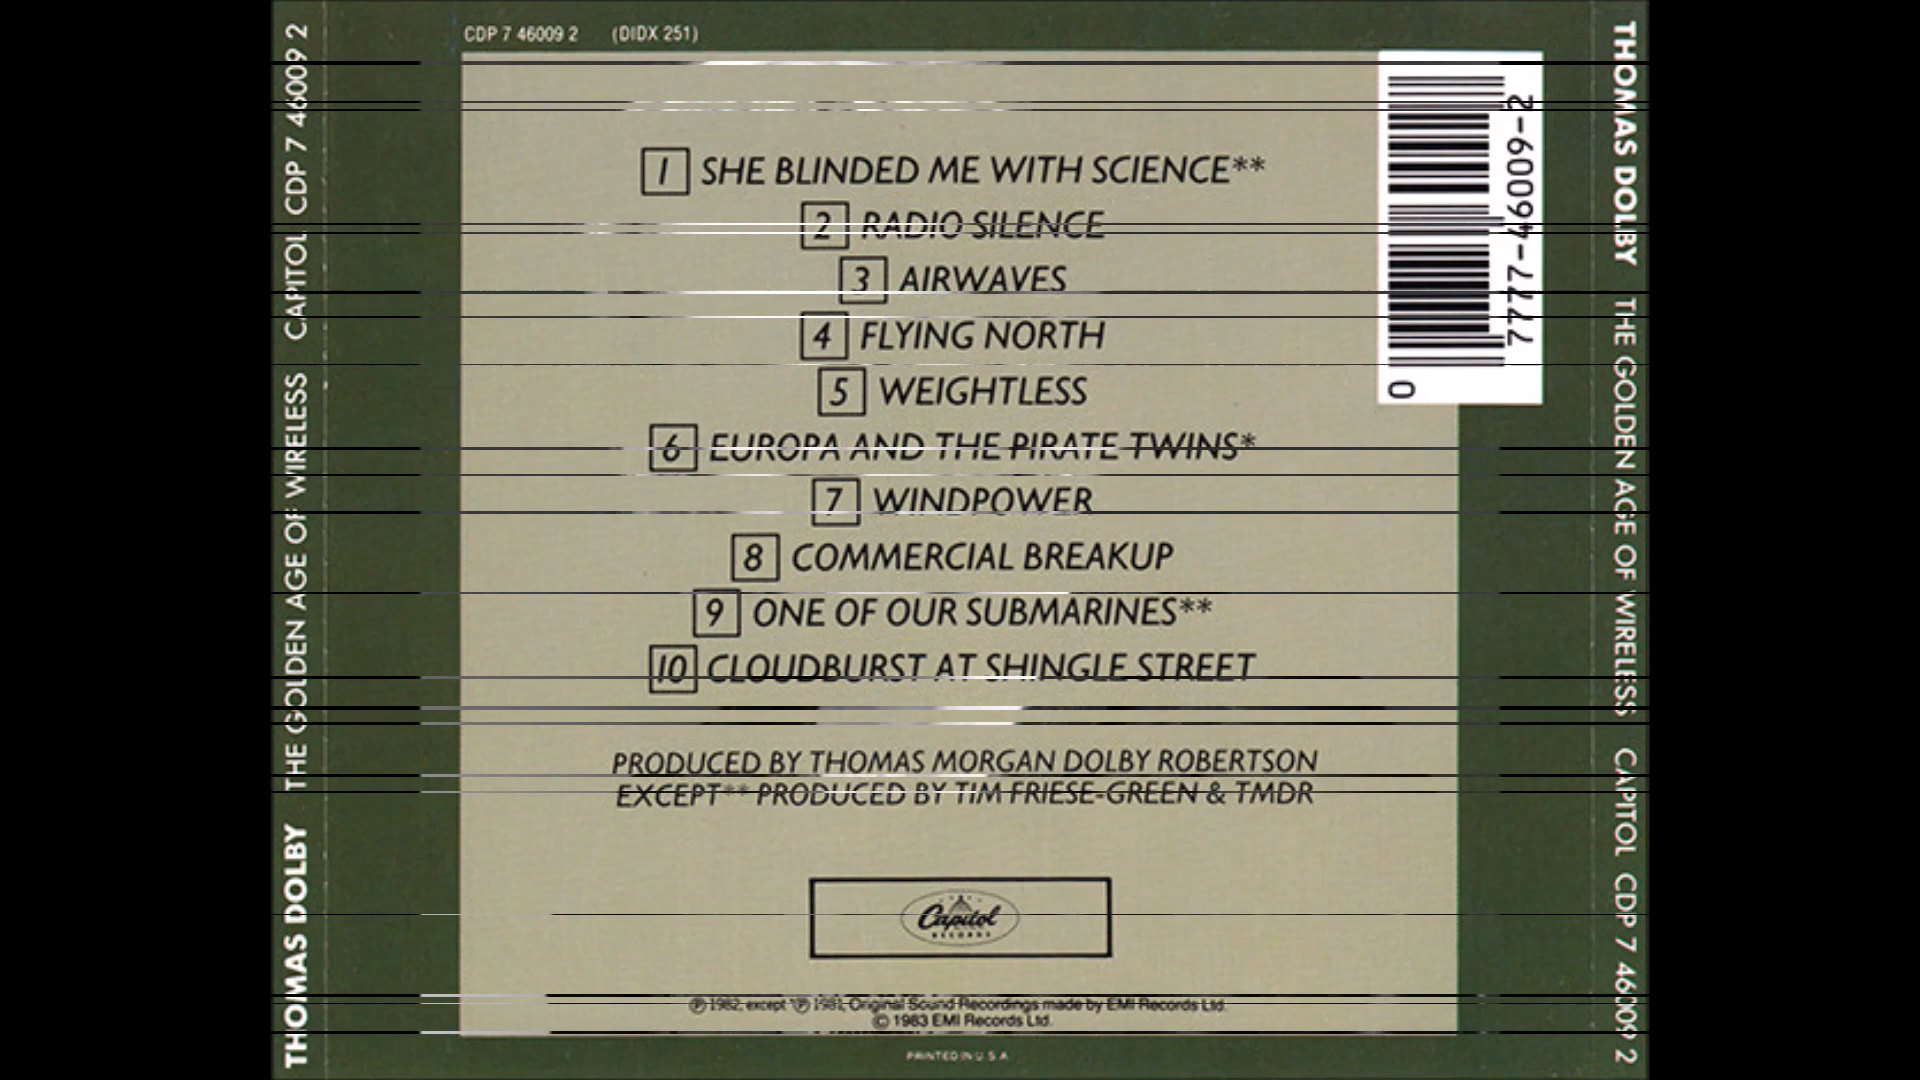 CDP 7 46009 2 (DIDX 251)
THOMAS DOLBY THE GOLDEN AGE OF WIRELESS CAPITOL CDP 7 46009 2
1 SHE BLINDED ME WITH SCIENCE**
2 RADIO SILENCE
3 AIRWAVES
4 FLYING NORTH
5 WEIGHTLESS
6 EUROPA AND THE PIRATE TWINS*
7 WINDPOWER
8 COMMERCIAL BREAKUP
9 ONE OF OUR SUBMARINES**
10 CLOUDBURST AT SHINGLE STREET
PRODUCED BY THOMAS MORGAN DOLBY ROBERTSON
EXCEPT** PRODUCED BY TIM FRIESE-GREEN & TMDR
Capitol
RECORDS
Ⓟ 1982, except *Ⓟ 1981, Original Sound Recordings made by EMI Records Ltd.
© 1983 EMI Records Ltd.
PRINTED IN U.S.A.
0 7777-46009-2
THOMAS DOLBY THE GOLDEN AGE OF WIRELESS CAPITOL CDP 7 46009 2